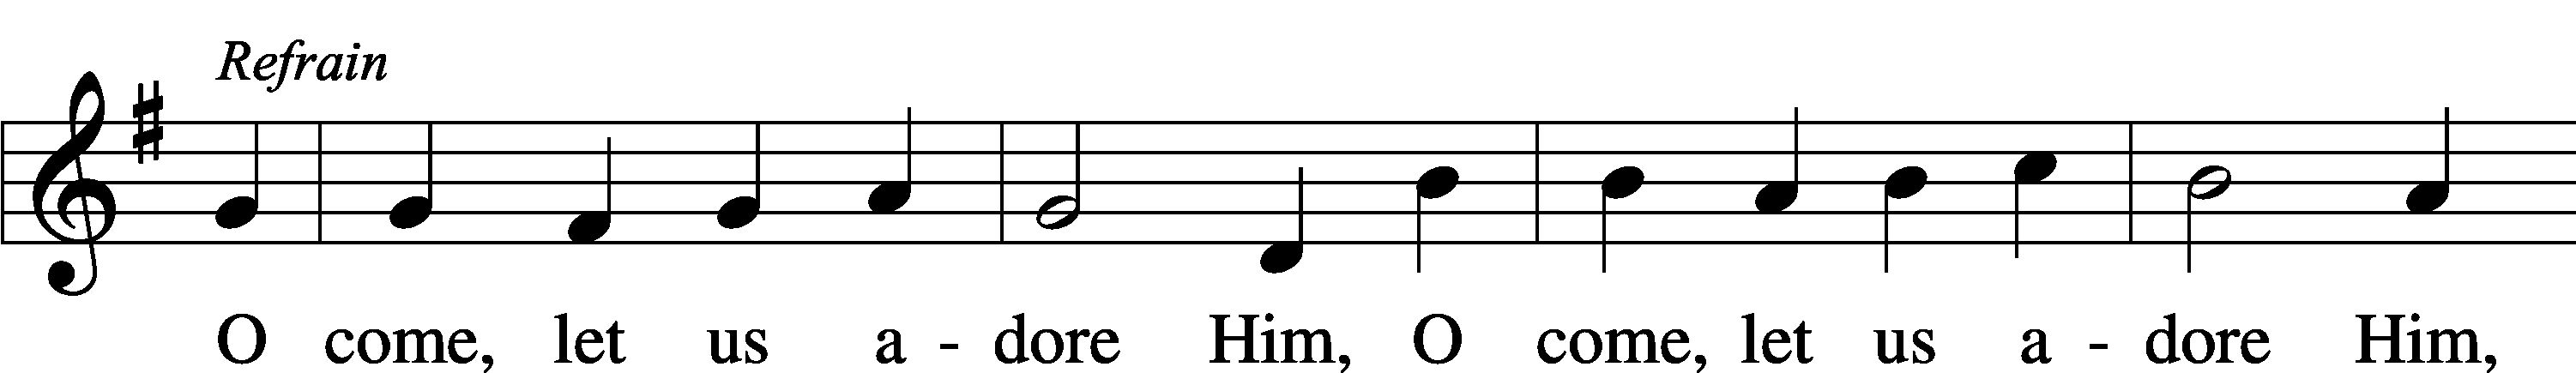 Refrain
O come, let us a - dore Him, O come, let us a - dore Him,